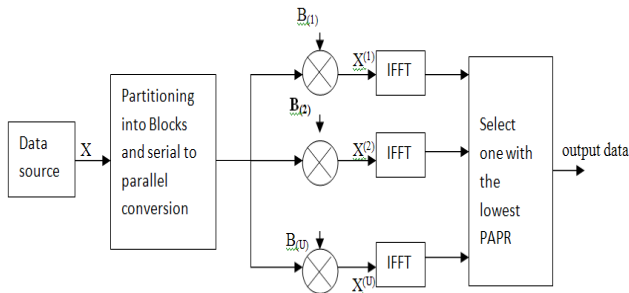 Data
source
X
Partitioning
into Blocks
and serial to
parallel
conversion
B(1)
X(1)
IFFT
B(2)
X(2)
IFFT
B(U)
X(U)
IFFT
Select
one with
the
lowest
PAPR
output data